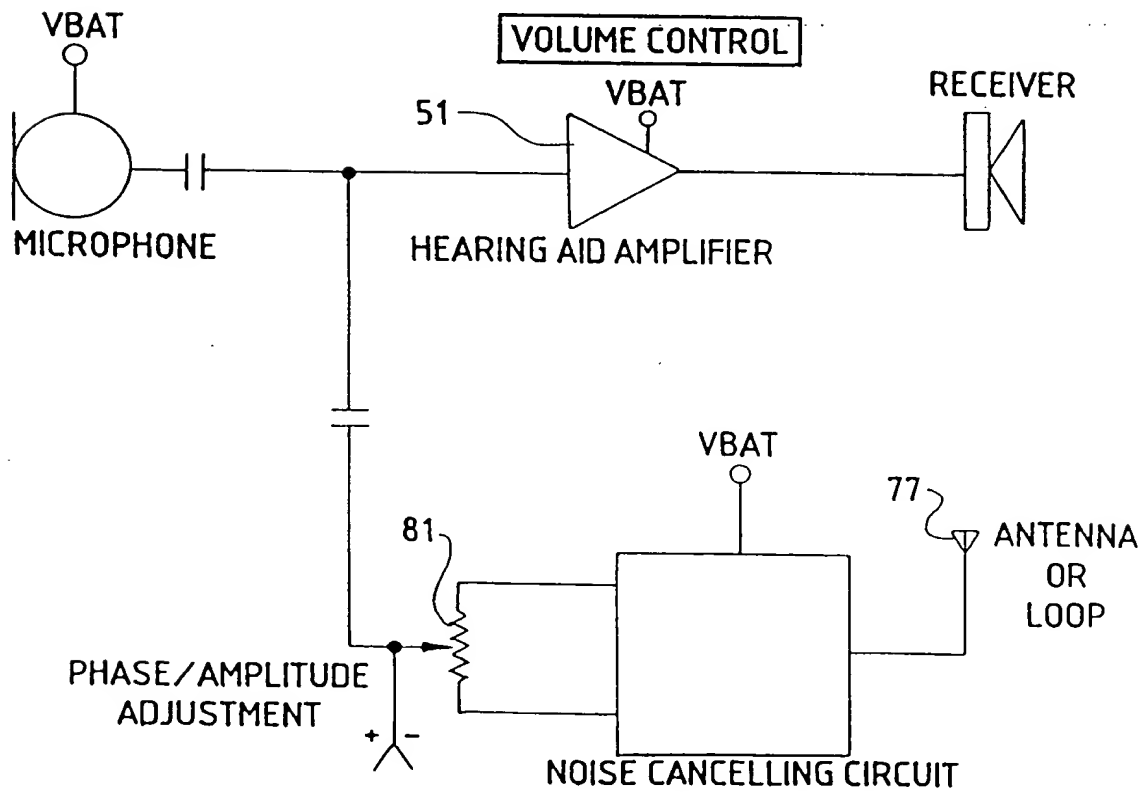 VBAT
VOLUME CONTROL
VBAT
RECEIVER
51
MICROPHONE
HEARING AID AMPLIFIER
VBAT
77
81
ANTENNA
OR
LOOP
PHASE/AMPLITUDE
ADJUSTMENT
+ -
NOISE CANCELLING CIRCUIT